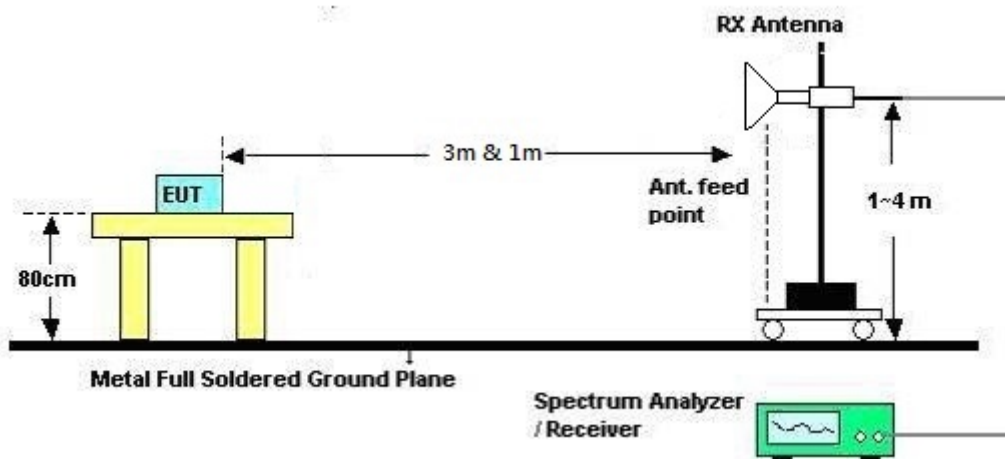 RX Antenna
3m & 1m
EUT
Ant. feed
point
1~4 m
80cm
Metal Full Soldered Ground Plane
Spectrum Analyzer
/ Receiver